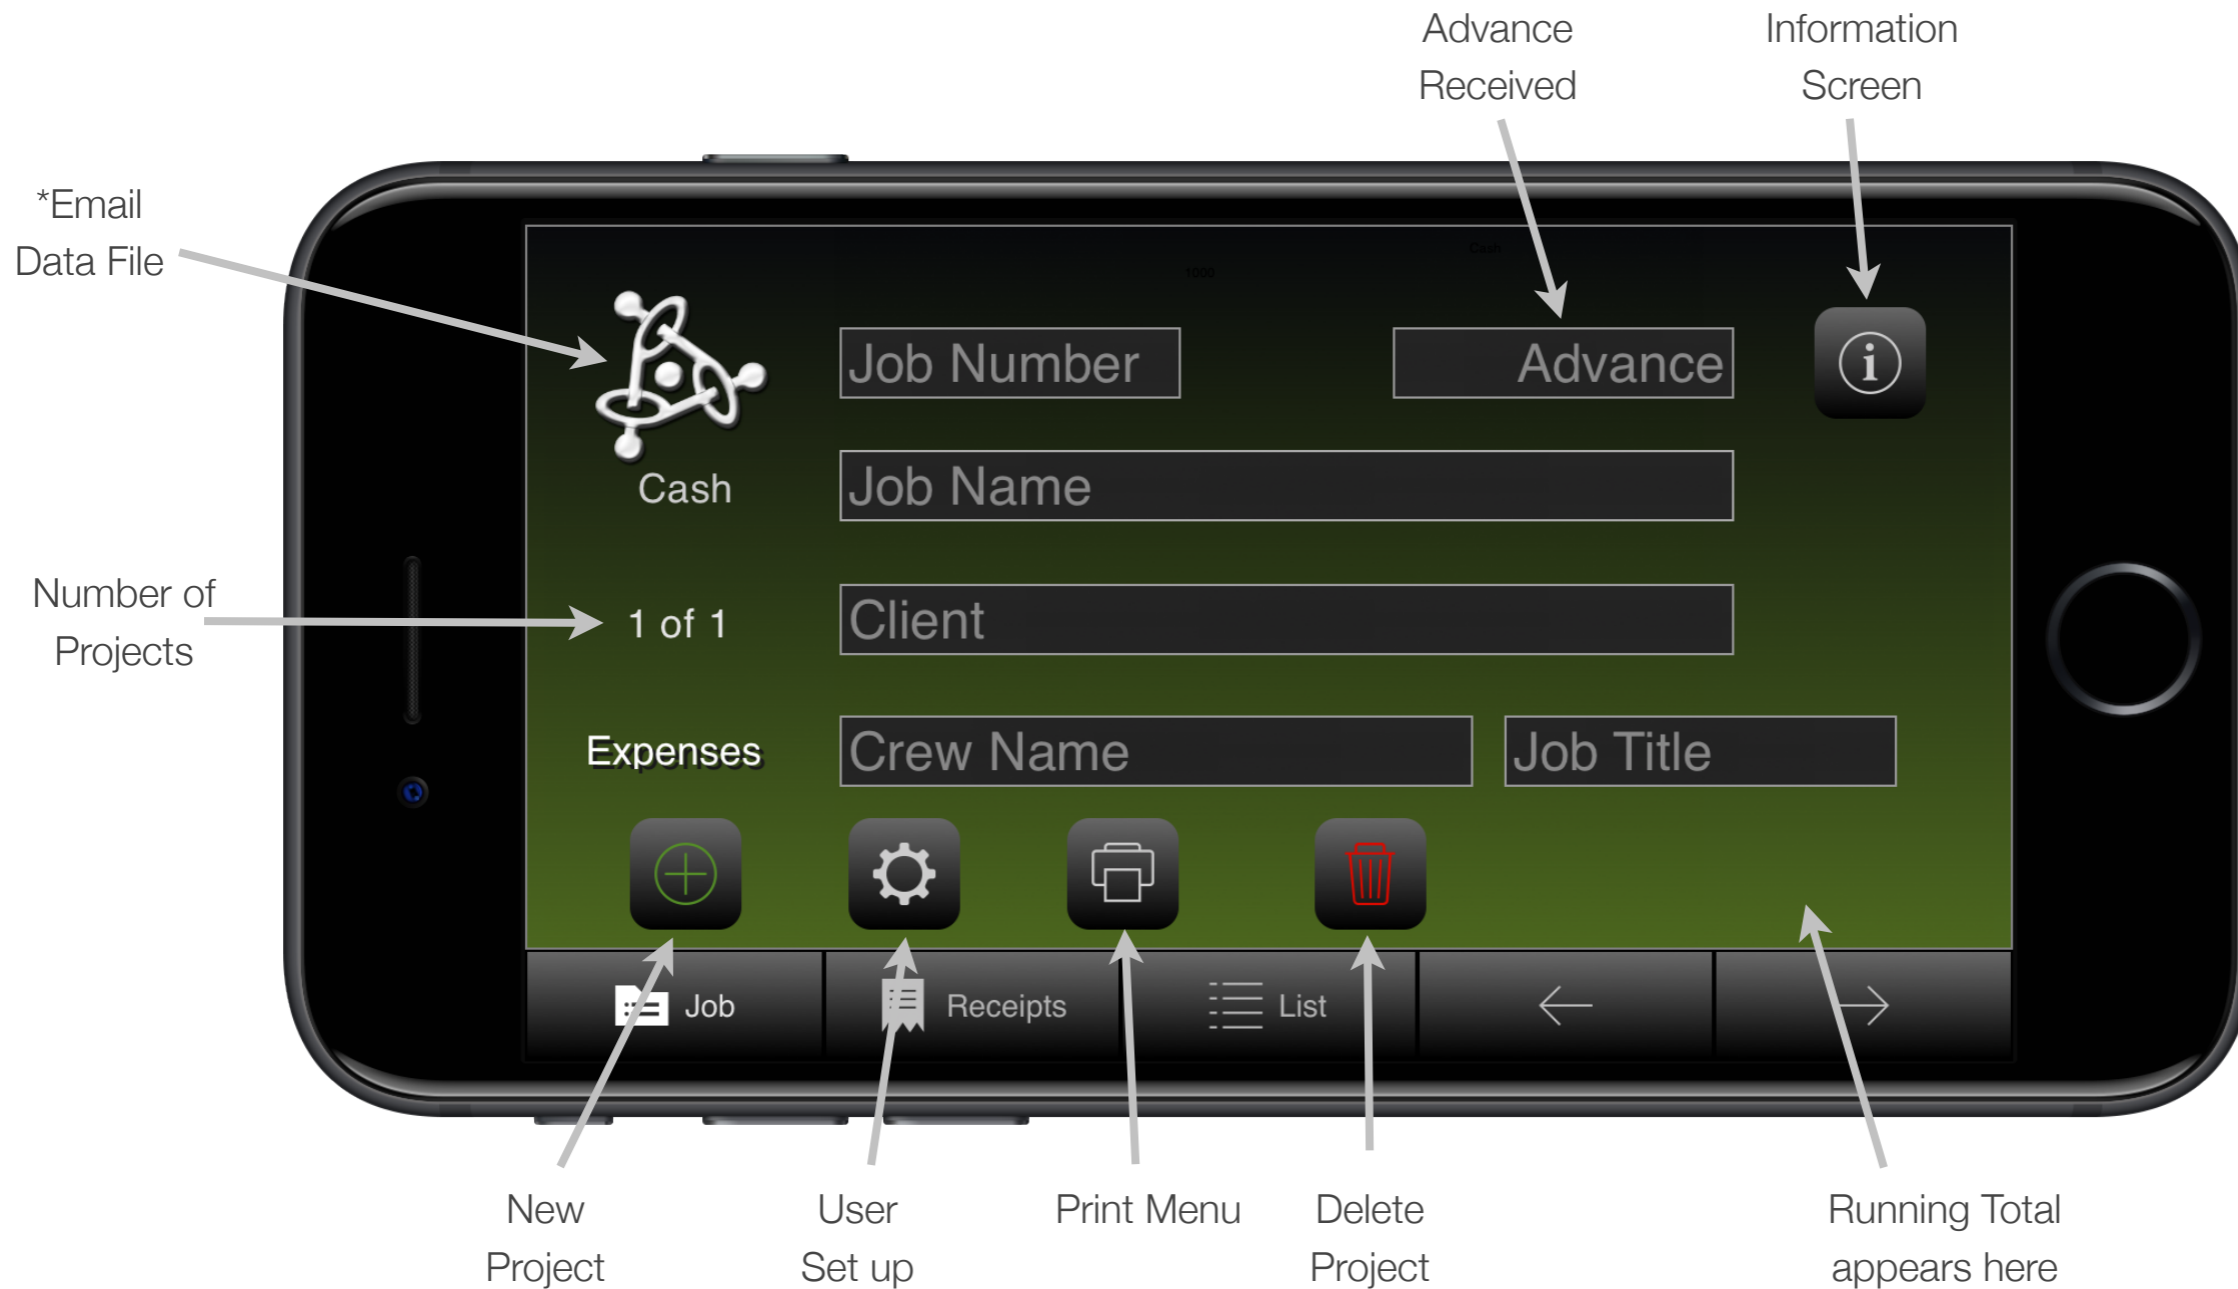 Advance
Received
Information
Screen
*Email
Data File
Cash
1000
Job Number
Advance
Cash
Job Name
Number of
Projects
1 of 1
Client
Expenses
Crew Name
Job Title
Job
Receipts
List
New
Project
User
Set up
Print Menu
Delete
Project
Running Total
appears here